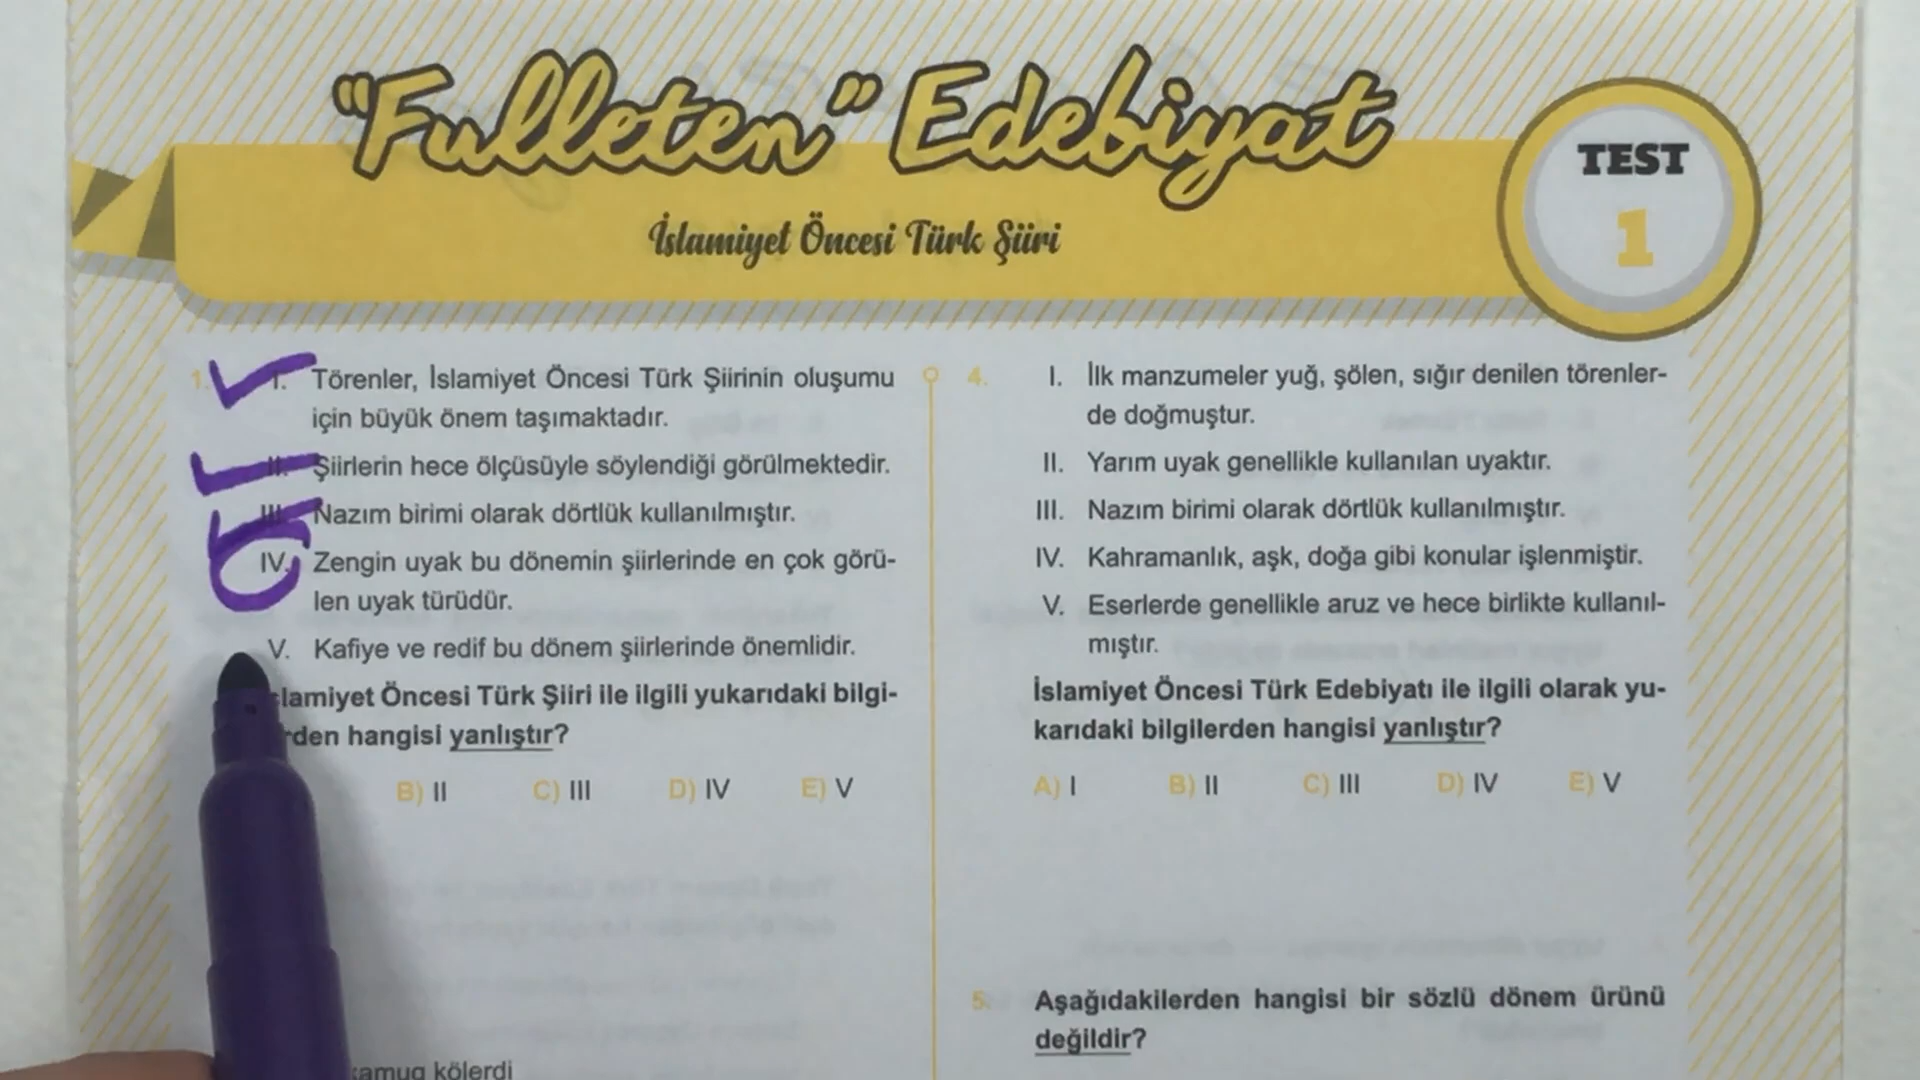 "Fulleten" Edebiyat
İslamiyet Öncesi Türk Şiiri
TEST
1
1. I. Törenler, İslamiyet Öncesi Türk Şiirinin oluşumu
için büyük önem taşımaktadır.
II. Şiirlerin hece ölçüsüyle söylendiği görülmektedir.
III. Nazım birimi olarak dörtlük kullanılmıştır.
IV. Zengin uyak bu dönemin şiirlerinde en çok görü-
len uyak türüdür.
V. Kafiye ve redif bu dönem şiirlerinde önemlidir.
slamiyet Öncesi Türk Şiiri ile ilgili yukarıdaki bilgi-
rden hangisi yanlıştır?
B) II C) III D) IV E) V
kamug kölerdi
4. I. İlk manzumeler yuğ, şölen, sığır denilen törenler-
de doğmuştur.
II. Yarım uyak genellikle kullanılan uyaktır.
III. Nazım birimi olarak dörtlük kullanılmıştır.
IV. Kahramanlık, aşk, doğa gibi konular işlenmiştir.
V. Eserlerde genellikle aruz ve hece birlikte kullanıl-
mıştır.
İslamiyet Öncesi Türk Edebiyatı ile ilgili olarak yu-
karıdaki bilgilerden hangisi yanlıştır?
A) I B) II C) III D) IV E) V
5. Aşağıdakilerden hangisi bir sözlü dönem ürünü
değildir?